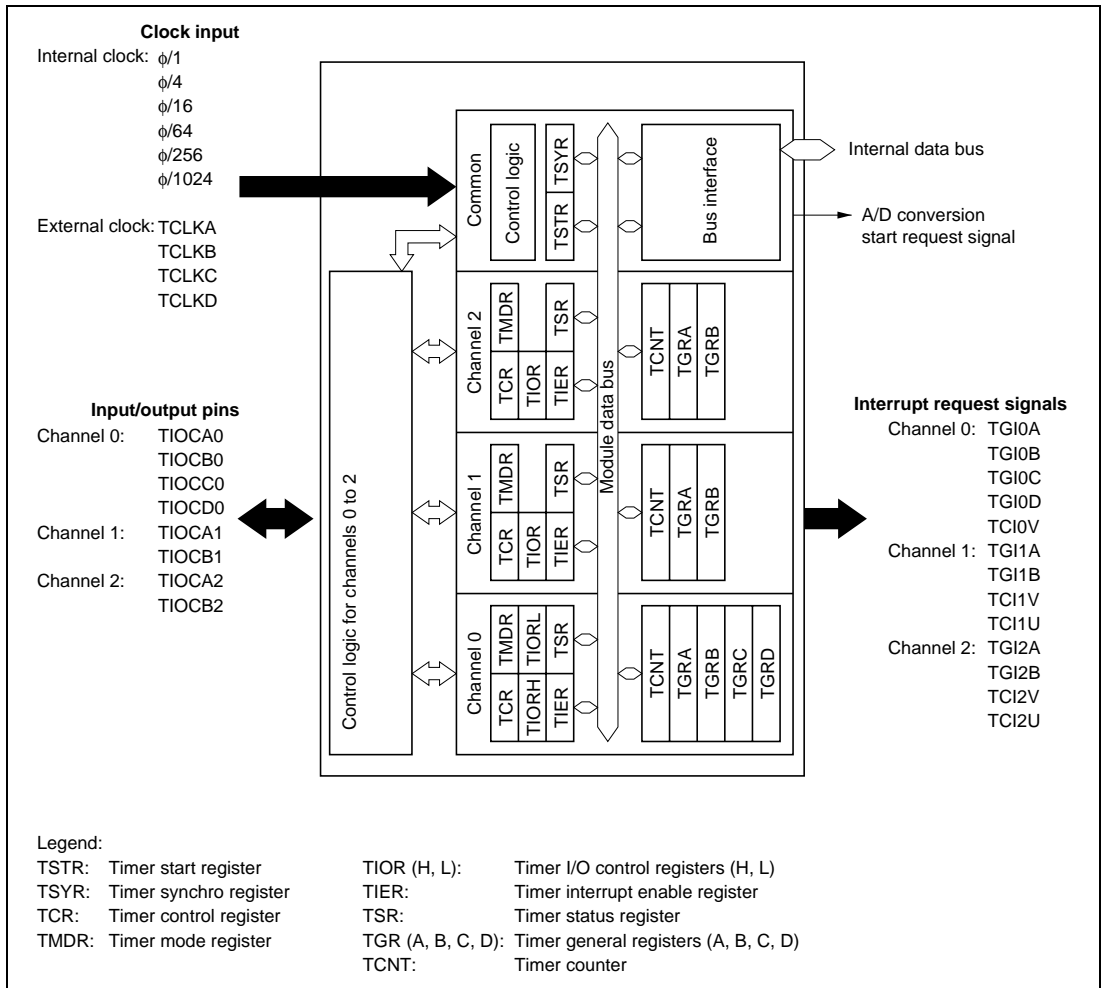 Clock input
Internal clock: ϕ/1
ϕ/4
ϕ/16
ϕ/64
ϕ/256
ϕ/1024
External clock: TCLKA
TCLKB
TCLKC
TCLKD
Input/output pins
Channel 0: TIOCA0
TIOCB0
TIOCC0
TIOCD0
Channel 1: TIOCA1
TIOCB1
Channel 2: TIOCA2
TIOCB2
Control logic for channels 0 to 2
Common
Control logic
TSTR TSYR
Bus interface
Channel 2
TCR TMDR
TIOR
TIER TSR
TCNT
TGRA
TGRB
Channel 1
TCR TMDR
TIOR
TIER TSR
TCNT
TGRA
TGRB
Channel 0
TCR TMDR
TIORH TIORL
TIER TSR
TCNT
TGRA
TGRB
TGRC
TGRD
Module data bus
Internal data bus
A/D conversion
start request signal
Interrupt request signals
Channel 0: TGI0A
TGI0B
TGI0C
TGI0D
TCI0V
Channel 1: TGI1A
TGI1B
TCI1V
TCI1U
Channel 2: TGI2A
TGI2B
TCI2V
TCI2U
Legend:
TSTR: Timer start register
TSYR: Timer synchro register
TCR: Timer control register
TMDR: Timer mode register
TIOR (H, L): Timer I/O control registers (H, L)
TIER: Timer interrupt enable register
TSR: Timer status register
TGR (A, B, C, D): Timer general registers (A, B, C, D)
TCNT: Timer counter